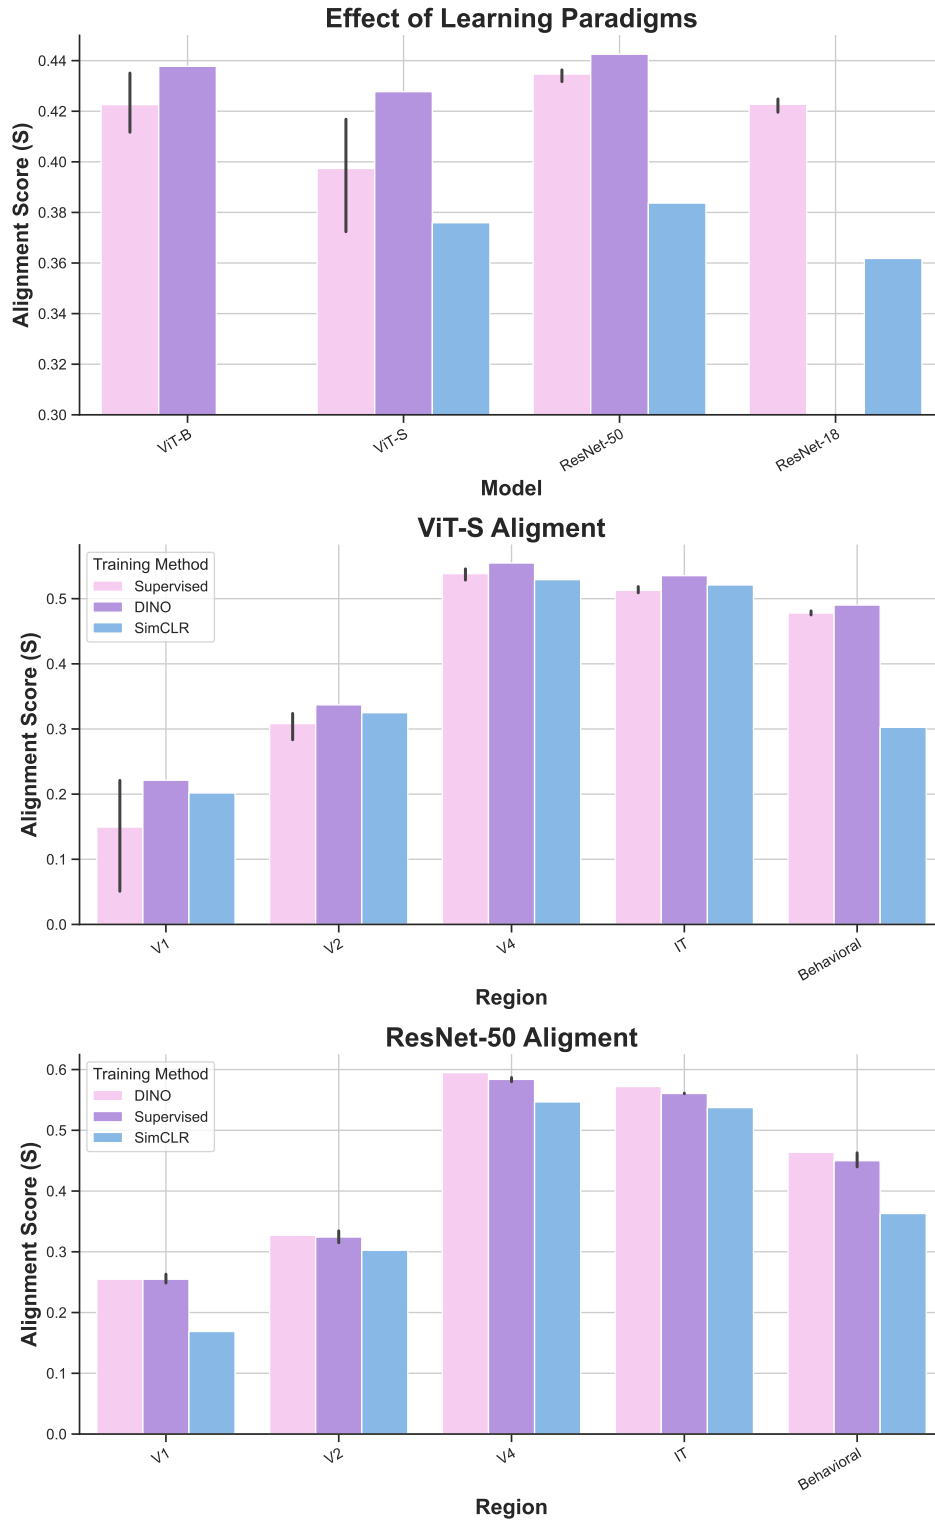 Effect of Learning Paradigms
Alignment Score (S)
0.44
0.42
0.40
0.38
0.36
0.34
0.32
0.30
ViT-B
ViT-S
ResNet-50
ResNet-18
Model
ViT-S Aligment
Training Method
Supervised
DINO
SimCLR
Alignment Score (S)
0.5
0.4
0.3
0.2
0.1
0.0
V1
V2
V4
IT
Behavioral
Region
ResNet-50 Aligment
Training Method
DINO
Supervised
SimCLR
Alignment Score (S)
0.6
0.5
0.4
0.3
0.2
0.1
0.0
V1
V2
V4
IT
Behavioral
Region